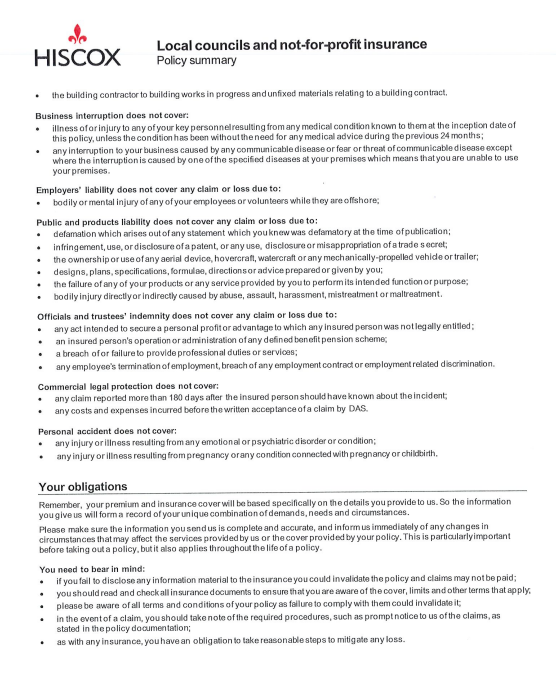 HISCOX
Local councils and not-for-profit insurance
Policy summary
• the building contractor to building works in progress and unfixed materials relating to a building contract.
Business interruption does not cover:
• illness of or injury to any of your key personnel resulting from any medical condition known to them at the inception date of
this policy, unless the condition has been without the need for any medical advice during the previous 24 months;
• any interruption to your business caused by any communicable disease or fear or threat of communicable disease except
where the interruption is caused by one of the specified diseases at your premises which means that you are unable to use
your premises.
Employers' liability does not cover any claim or loss due to:
• bodily or mental injury of any of your employees or volunteers while they are offshore;
Public and products liability does not cover any claim or loss due to:
• defamation which arises out of any statement which you knew was defamatory at the time of publication;
• infringement, use, or disclosure of a patent, or any use, disclosure or misappropriation of a trade secret;
• the ownership or use of any aerial device, hovercraft, watercraft or any mechanically-propelled vehicle or trailer;
• designs, plans, specifications, formulae, directions or advice prepared or given by you;
• the failure of any of your products or any service provided by you to perform its intended function or purpose;
• bodily injury directly or indirectly caused by abuse, assault, harassment, mistreatment or maltreatment.
Officials and trustees' indemnity does not cover any claim or loss due to:
• any act intended to secure a personal profit or advantage to which any insured person was not legally entitled;
• an insured person's operation or administration of any defined benefit pension scheme;
• a breach of or failure to provide professional duties or services;
• any employee's termination of employment, breach of any employment contract or employment related discrimination.
Commercial legal protection does not cover:
• any claim reported more than 180 days after the insured person should have known about the incident;
• any costs and expenses incurred before the written acceptance of a claim by DAS.
Personal accident does not cover:
• any injury or illness resulting from any emotional or psychiatric disorder or condition;
• any injury or illness resulting from pregnancy or any condition connected with pregnancy or childbirth.
Your obligations
Remember, your premium and insurance cover will be based specifically on the details you provide to us. So the information
you give us will form a record of your unique combination of demands, needs and circumstances.
Please make sure the information you send us is complete and accurate, and inform us immediately of any changes in
circumstances that may affect the services provided by us or the cover provided by your policy. This is particularly important
before taking out a policy, but it also applies throughout the life of a policy.
You need to bear in mind:
• if you fail to disclose any information material to the insurance you could invalidate the policy and claims may not be paid;
• you should read and check all insurance documents to ensure that you are aware of the cover, limits and other terms that apply;
• please be aware of all terms and conditions of your policy as failure to comply with them could invalidate it;
• in the event of a claim, you should take note of the required procedures, such as prompt notice to us of the claims, as
stated in the policy documentation;
• as with any insurance, you have an obligation to take reasonable steps to mitigate any loss.